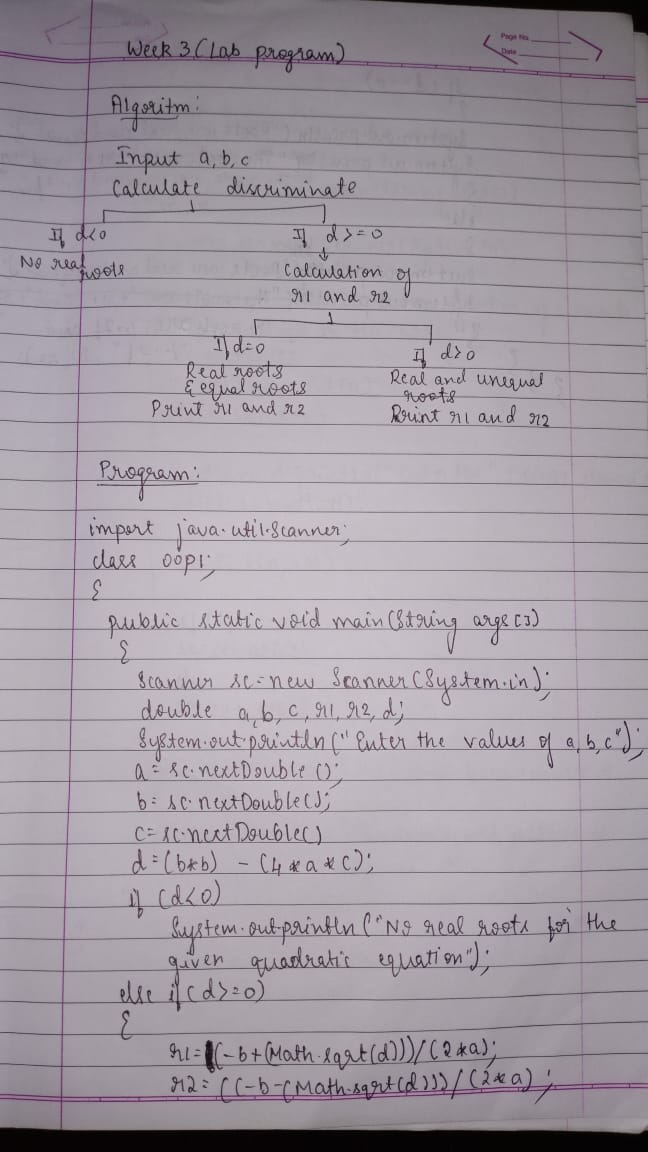 Week 3 (Lab program)
Page No.
Date
Algoritm:
Input a, b, c
Calculate discriminate
If d<0
If d>=0
No real
roots
Calculation of
r1 and r2
If d=0
If d>0
Real roots
& equal roots
Real and unequal
roots
Print r1 and r2
Print r1 and r2
Program:
import java.util.Scanner;
class oop1;
{
public static void main(String args[])
{
Scanner sc=new Scanner(System.in);
double a, b, c, r1, r2, d;
System.out.println("Enter the values of a, b, c");
a=sc.nextDouble();
b=sc.nextDouble();
c=sc.nextDouble()
d=(b*b) - (4*a*c);
if (d<0)
System.out.println("No real roots for the
given quadratic equation");
else if(d>=0)
{
r1=((-b+(Math.sqrt(d)))/(2*a);
r2=((-b-(Math.sqrt(d)))/(2*a);